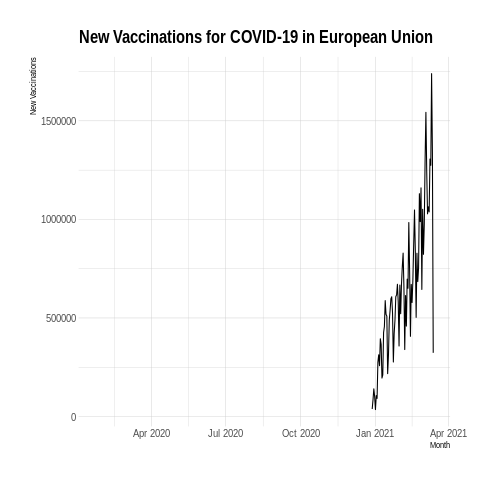 New Vaccinations for COVID-19 in European Union
New Vaccinations
1500000
1000000
500000
0
Apr 2020 Jul 2020 Oct 2020 Jan 2021 Apr 2021
Month